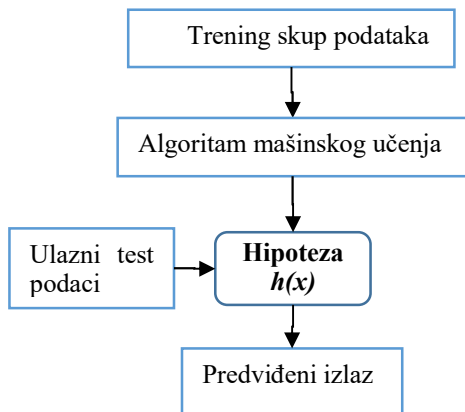 Trening skup podataka
Algoritam mašinskog učenja
Ulazni test
podaci
Hipoteza
h(x)
Predviđeni izlaz